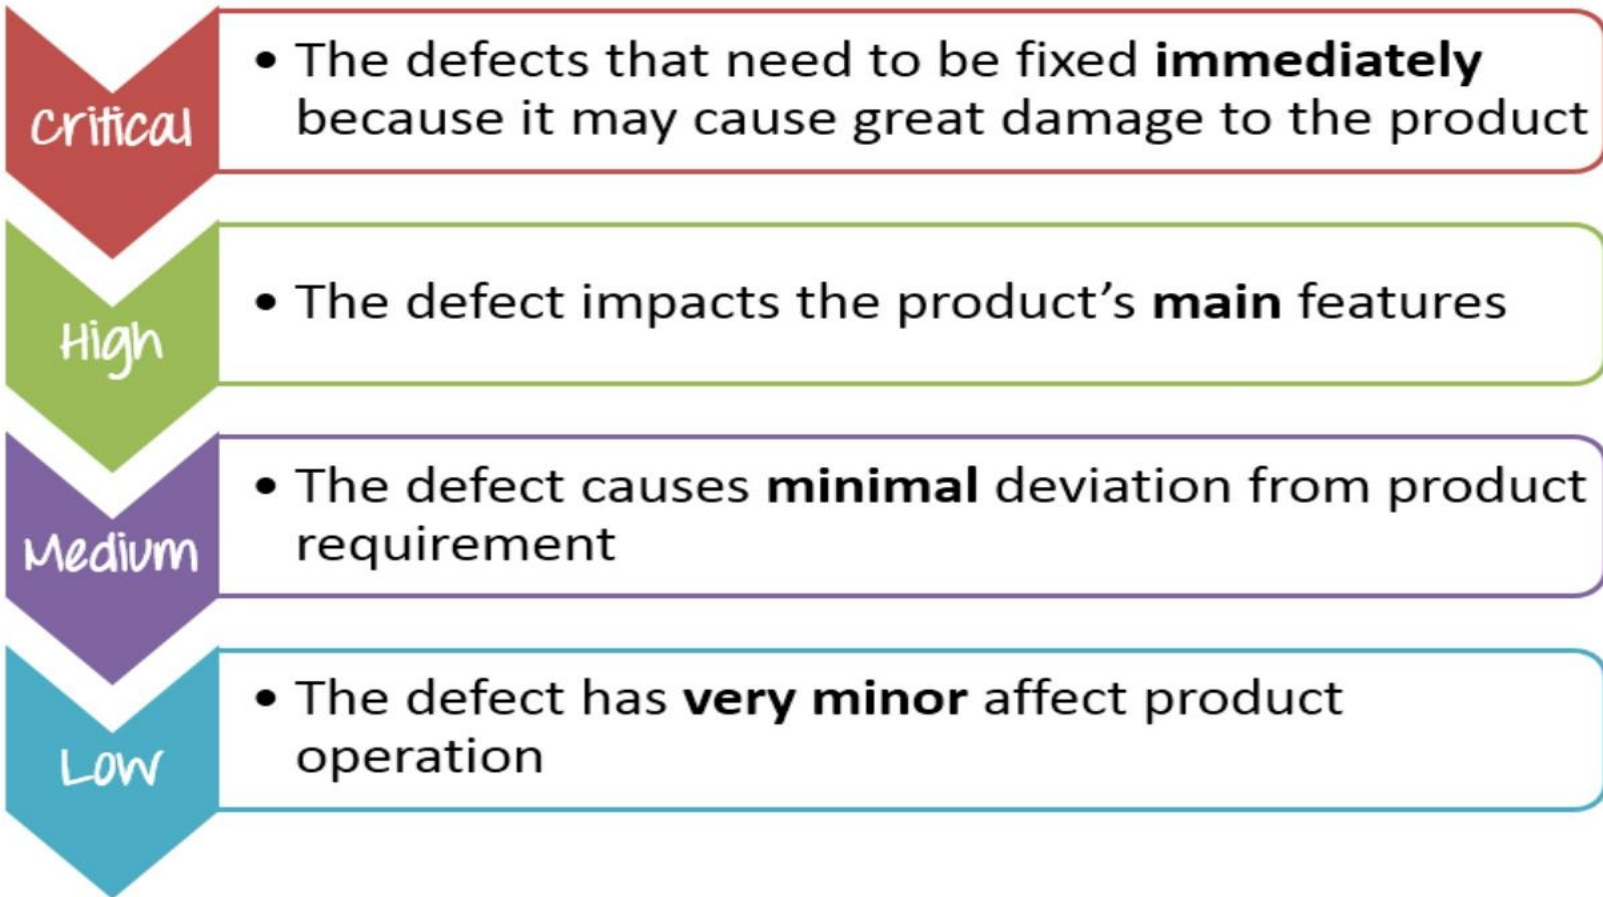 Critical
• The defects that need to be fixed immediately
because it may cause great damage to the product
High
• The defect impacts the product’s main features
Medium
• The defect causes minimal deviation from product
requirement
Low
• The defect has very minor affect product
operation